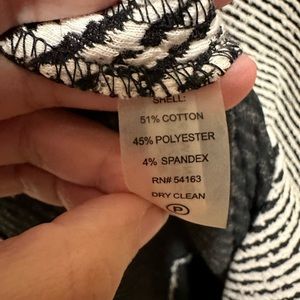 SHELL:
51% COTTON
45% POLYESTER
4% SPANDEX
RN# 54163
DRY CLEAN
P